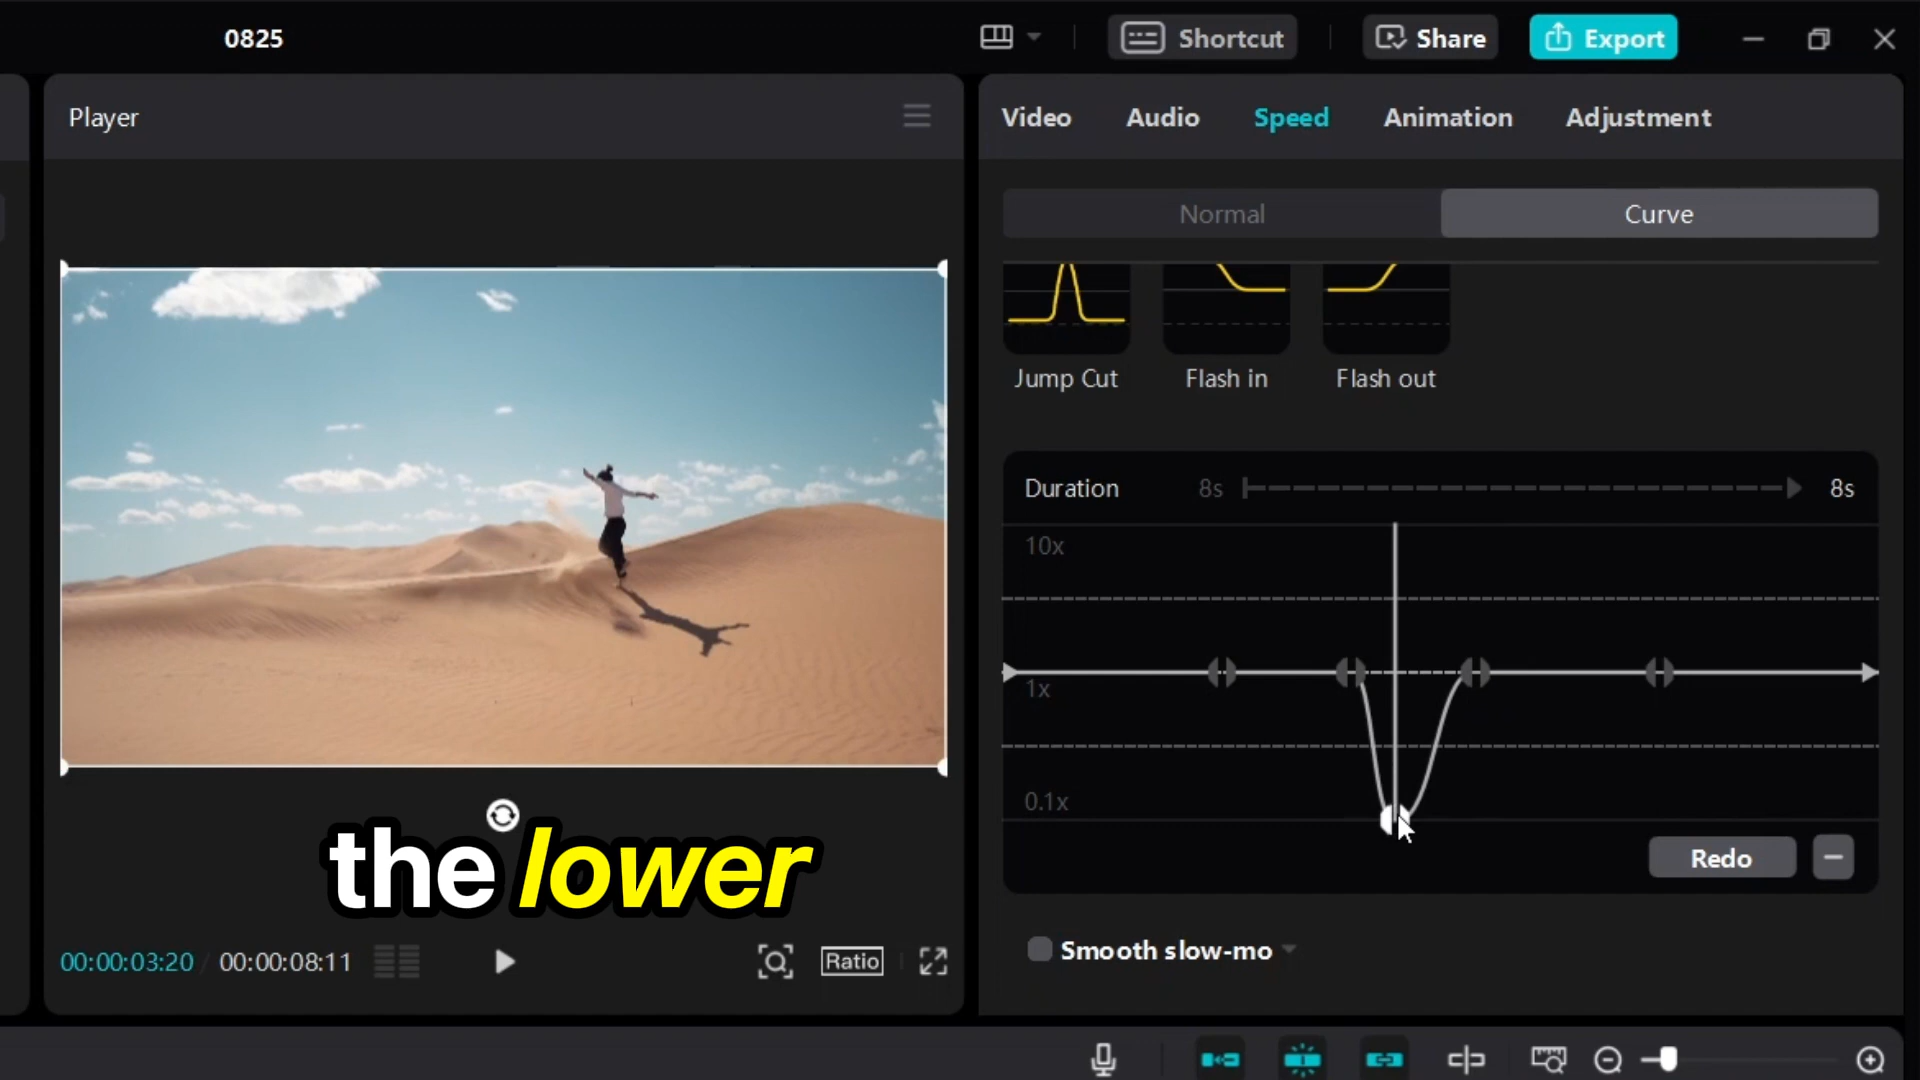 0825
Shortcut
Share
Export
Player
Video Audio Speed Animation Adjustment
Normal
Curve
Jump Cut
Flash in
Flash out
Duration 8s 8s
10x
1x
0.1x
Redo
the lower
Smooth slow-mo
00:00:03:20 / 00:00:08:11
Ratio